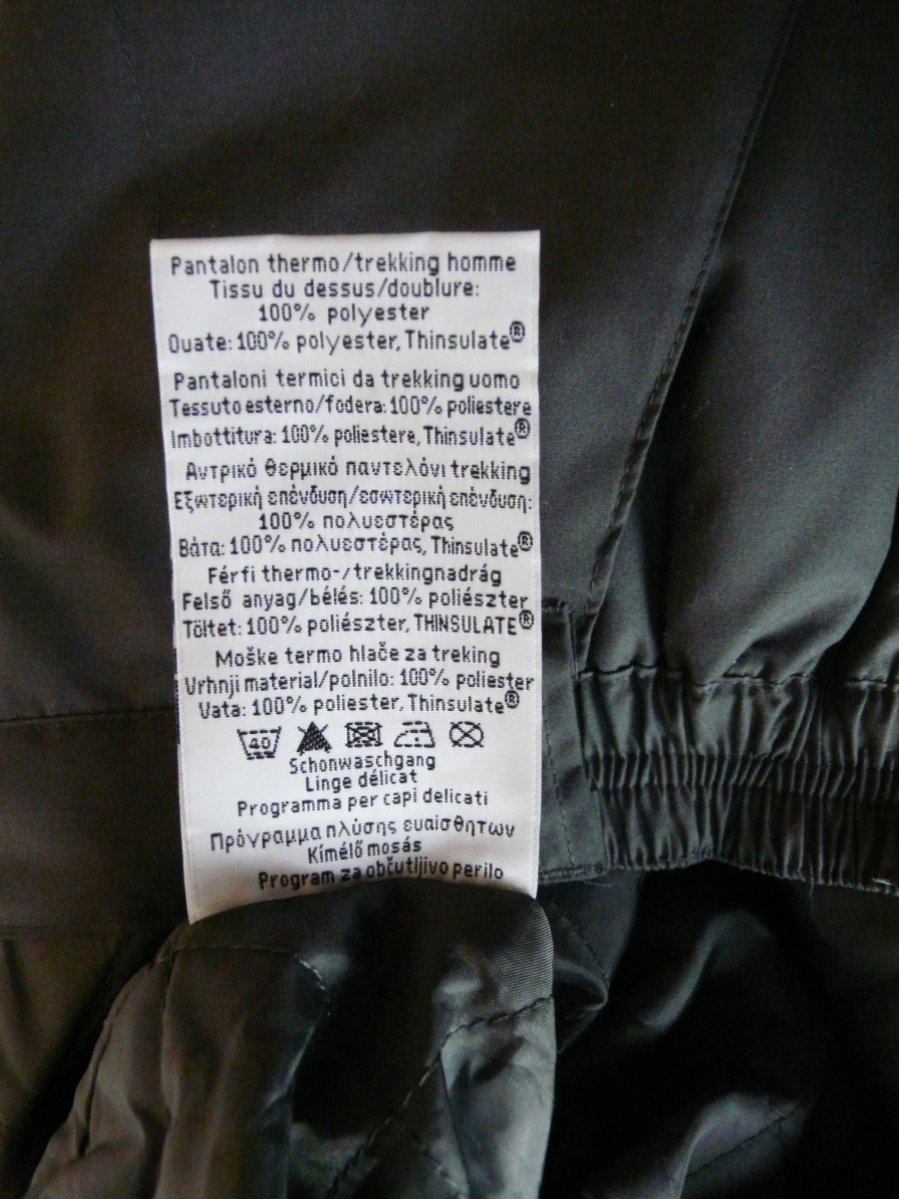 Pantalon thermo/trekking homme
Tissu du dessus/doublure:
100% polyester
Ouate: 100% polyester, Thinsulate®
Pantaloni termici da trekking uomo
Tessuto esterno/fodera: 100% poliestere
Imbottitura: 100% poliestere, Thinsulate®
Αντρικό θερμικό παντελόνι trekking
Εξωτερική επένδυση/εσωτερική επένδυση:
100% πολυεστέρας
Βάτα: 100% πολυεστέρας, Thinsulate®
Férfi thermo-/trekkingnadrág
Felső anyag/bélés: 100% poliészter
Töltet: 100% poliészter, THINSULATE®
Moške termo hlače za treking
Vrhnji material/polnilo: 100% poliester
Vata: 100% poliester, Thinsulate®
40
Schonwaschgang
Linge délicat
Programma per capi delicati
Πρόγραμμα πλύσης ευαίσθητων
Kímélő mosás
Program za občutljivo perilo